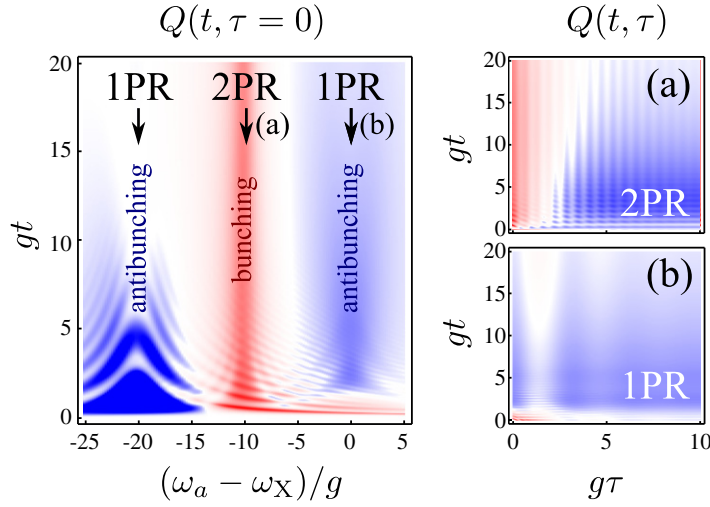 Q(t, τ = 0)
1PR 2PR 1PR
(a) (b)
antibunching
bunching
antibunching
gt
20
15
10
5
0
-25 -20 -15 -10 -5 0 5
(ω_a − ω_X)/g
Q(t, τ)
(a)
2PR
gt
20
15
10
5
0
(b)
1PR
gt
20
15
10
5
0
0 5 10
gτ